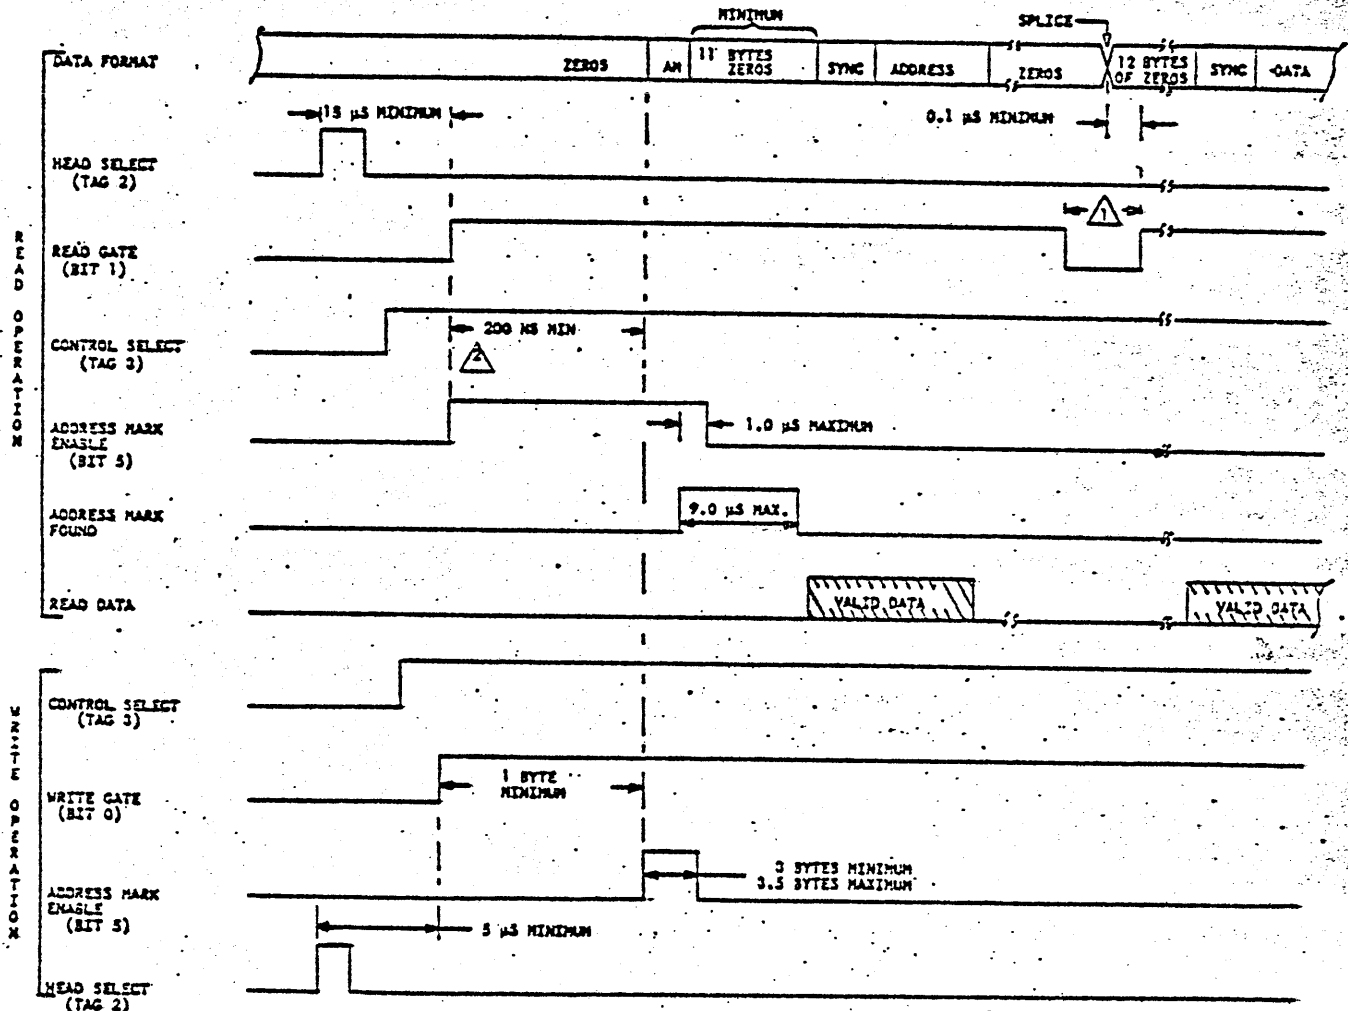 MINIMUM
SPLICE
DATA FORMAT
ZEROS
AM
11 BYTES
ZEROS
SYNC
ADDRESS
ZEROS
12 BYTES
OF ZEROS
SYNC
DATA
15 µS MINIMUM
0.1 µS MINIMUM
HEAD SELECT
(TAG 2)
1
READ GATE
(BIT 1)
READ OPERATION
200 NS MIN
2
CONTROL SELECT
(TAG 3)
1.0 µS MAXIMUM
ADDRESS MARK
ENABLE
(BIT 5)
9.0 µS MAX.
ADDRESS MARK
FOUND
READ DATA
VALID DATA
VALID DATA
CONTROL SELECT
(TAG 3)
WRITE OPERATION
1 BYTE
MINIMUM
WRITE GATE
(BIT 0)
3 BYTES MINIMUM
3.5 BYTES MAXIMUM
ADDRESS MARK
ENABLE
(BIT 5)
5 µS MINIMUM
HEAD SELECT
(TAG 2)